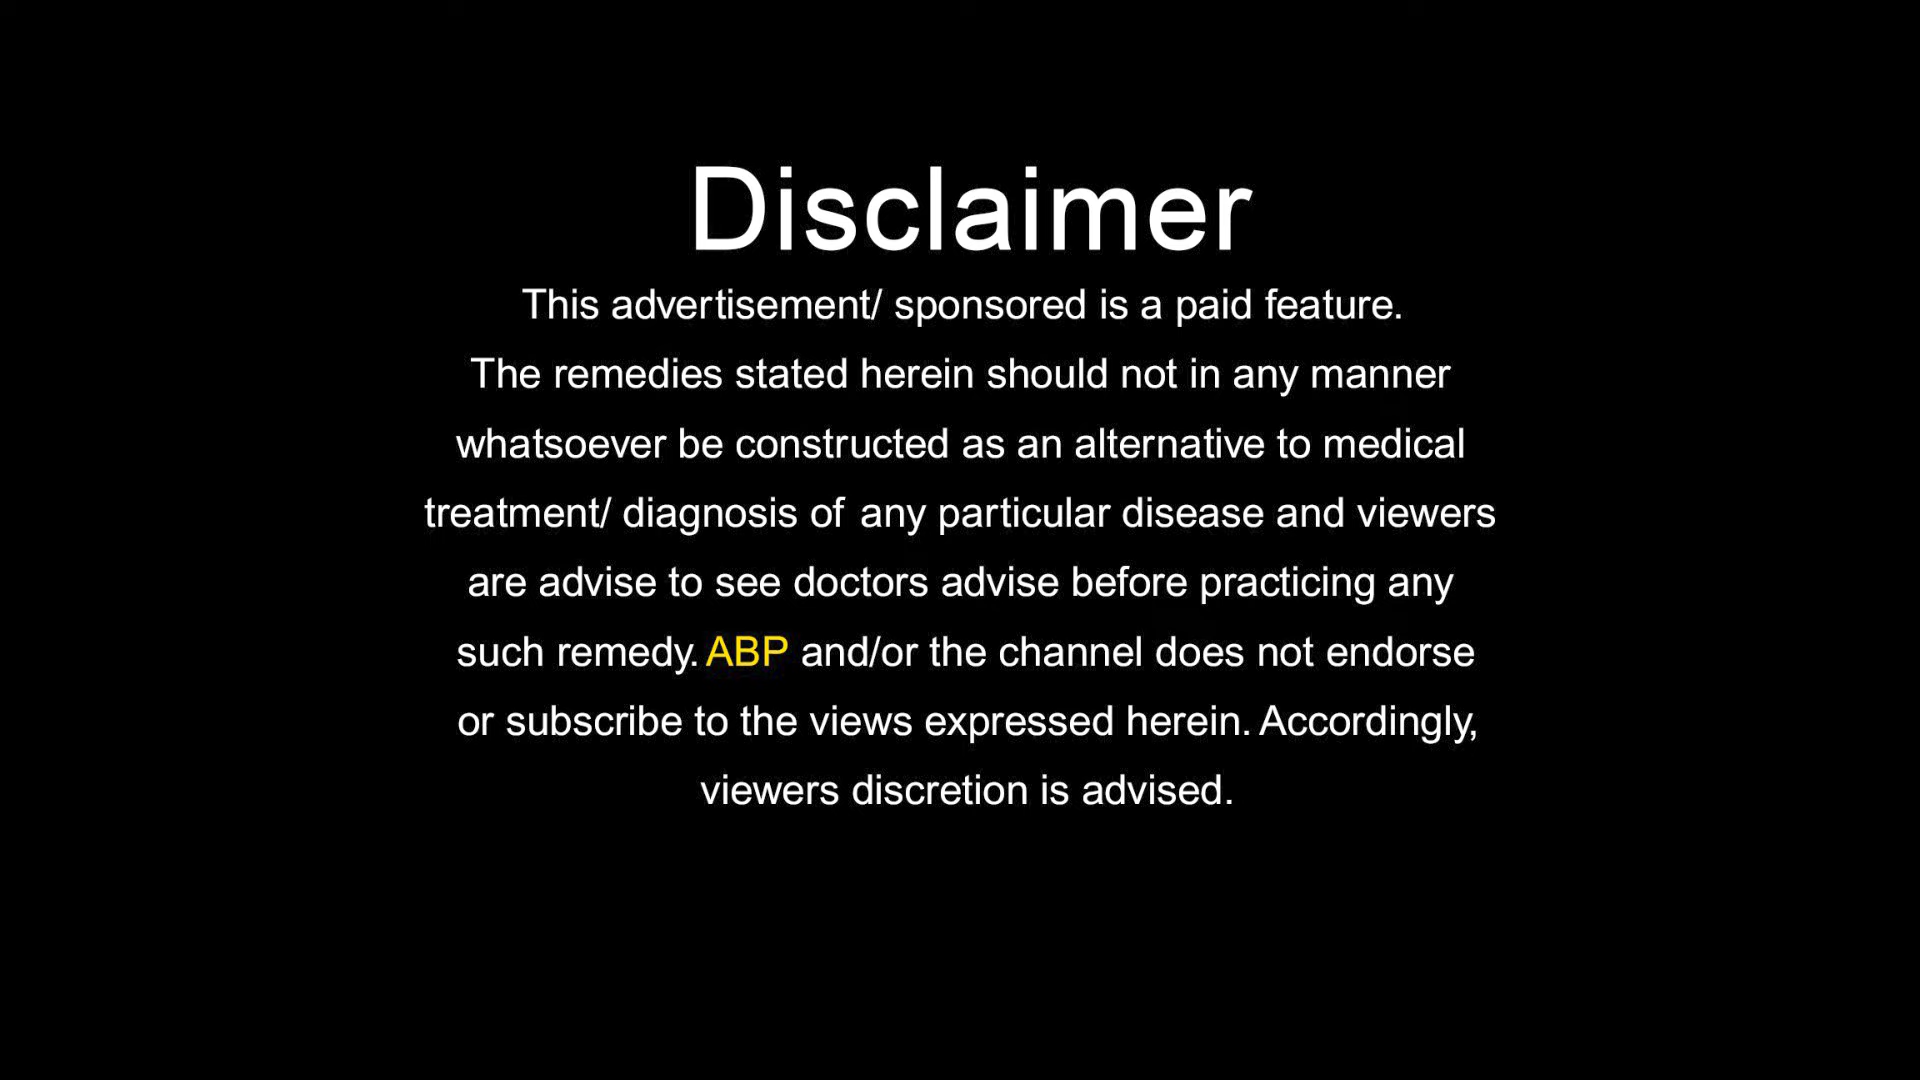 Disclaimer
This advertisement/ sponsored is a paid feature.
The remedies stated herein should not in any manner
whatsoever be constructed as an alternative to medical
treatment/ diagnosis of any particular disease and viewers
are advise to see doctors advise before practicing any
such remedy. ABP and/or the channel does not endorse
or subscribe to the views expressed herein. Accordingly,
viewers discretion is advised.